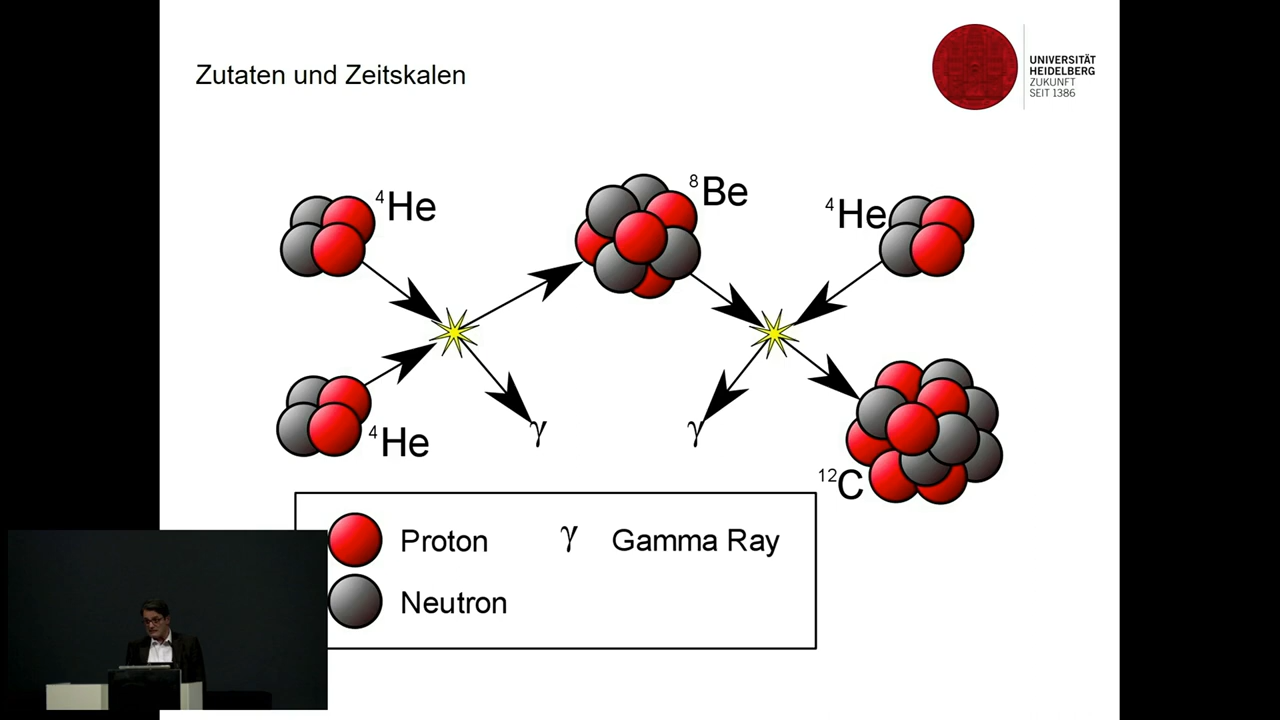 Zutaten und Zeitskalen
UNIVERSITÄT
HEIDELBERG
ZUKUNFT
SEIT 1386
4He
8Be
4He
4He
γ
γ
12C
Proton
γ Gamma Ray
Neutron